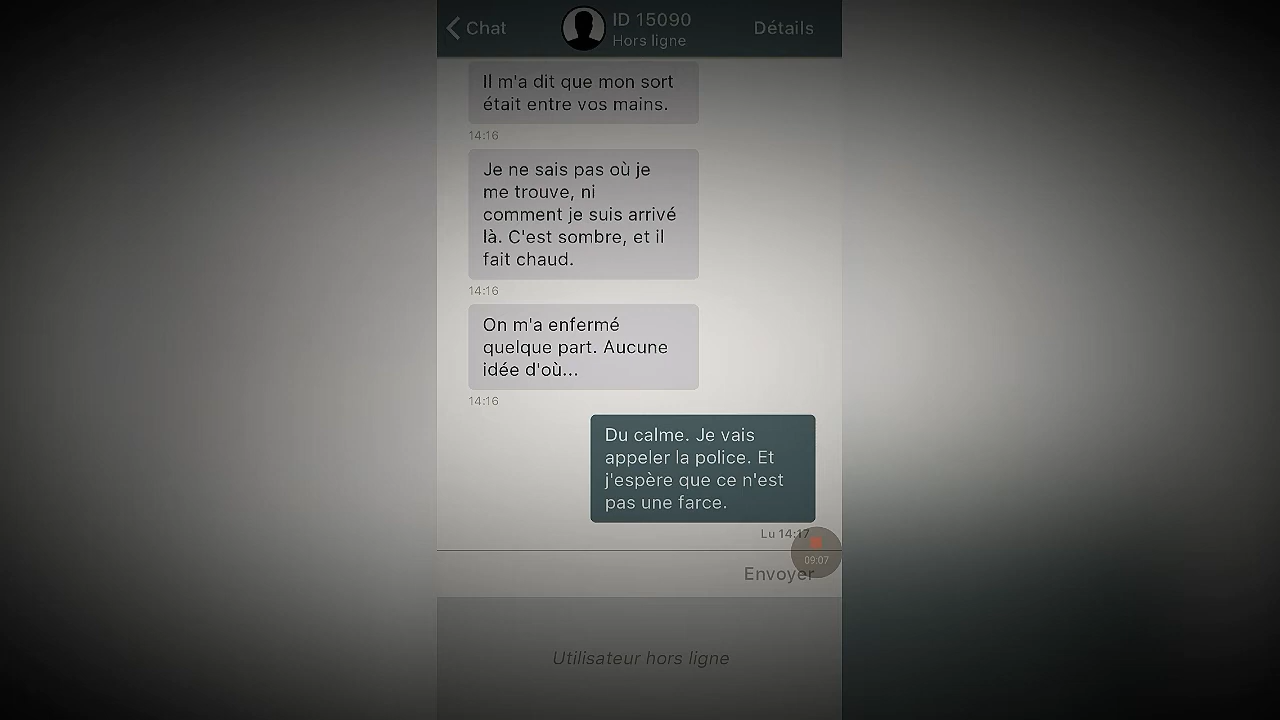 Chat
ID 15090
Hors ligne
Détails
Il m'a dit que mon sort
était entre vos mains.
14:16
Je ne sais pas où je
me trouve, ni
comment je suis arrivé
là. C'est sombre, et il
fait chaud.
14:16
On m'a enfermé
quelque part. Aucune
idée d'où...
14:16
Du calme. Je vais
appeler la police. Et
j'espère que ce n'est
pas une farce.
Lu 14:17
09:07
Envoyer
Utilisateur hors ligne